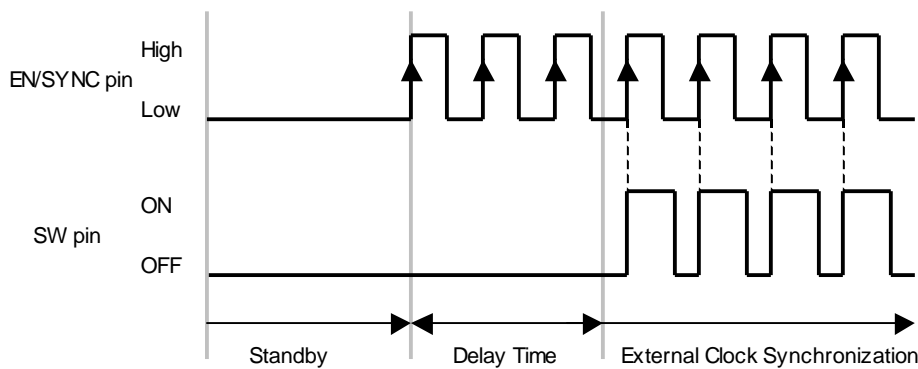 High
EN/SYNC pin
Low
ON
SW pin
OFF
Standby
Delay Time
External Clock Synchronization